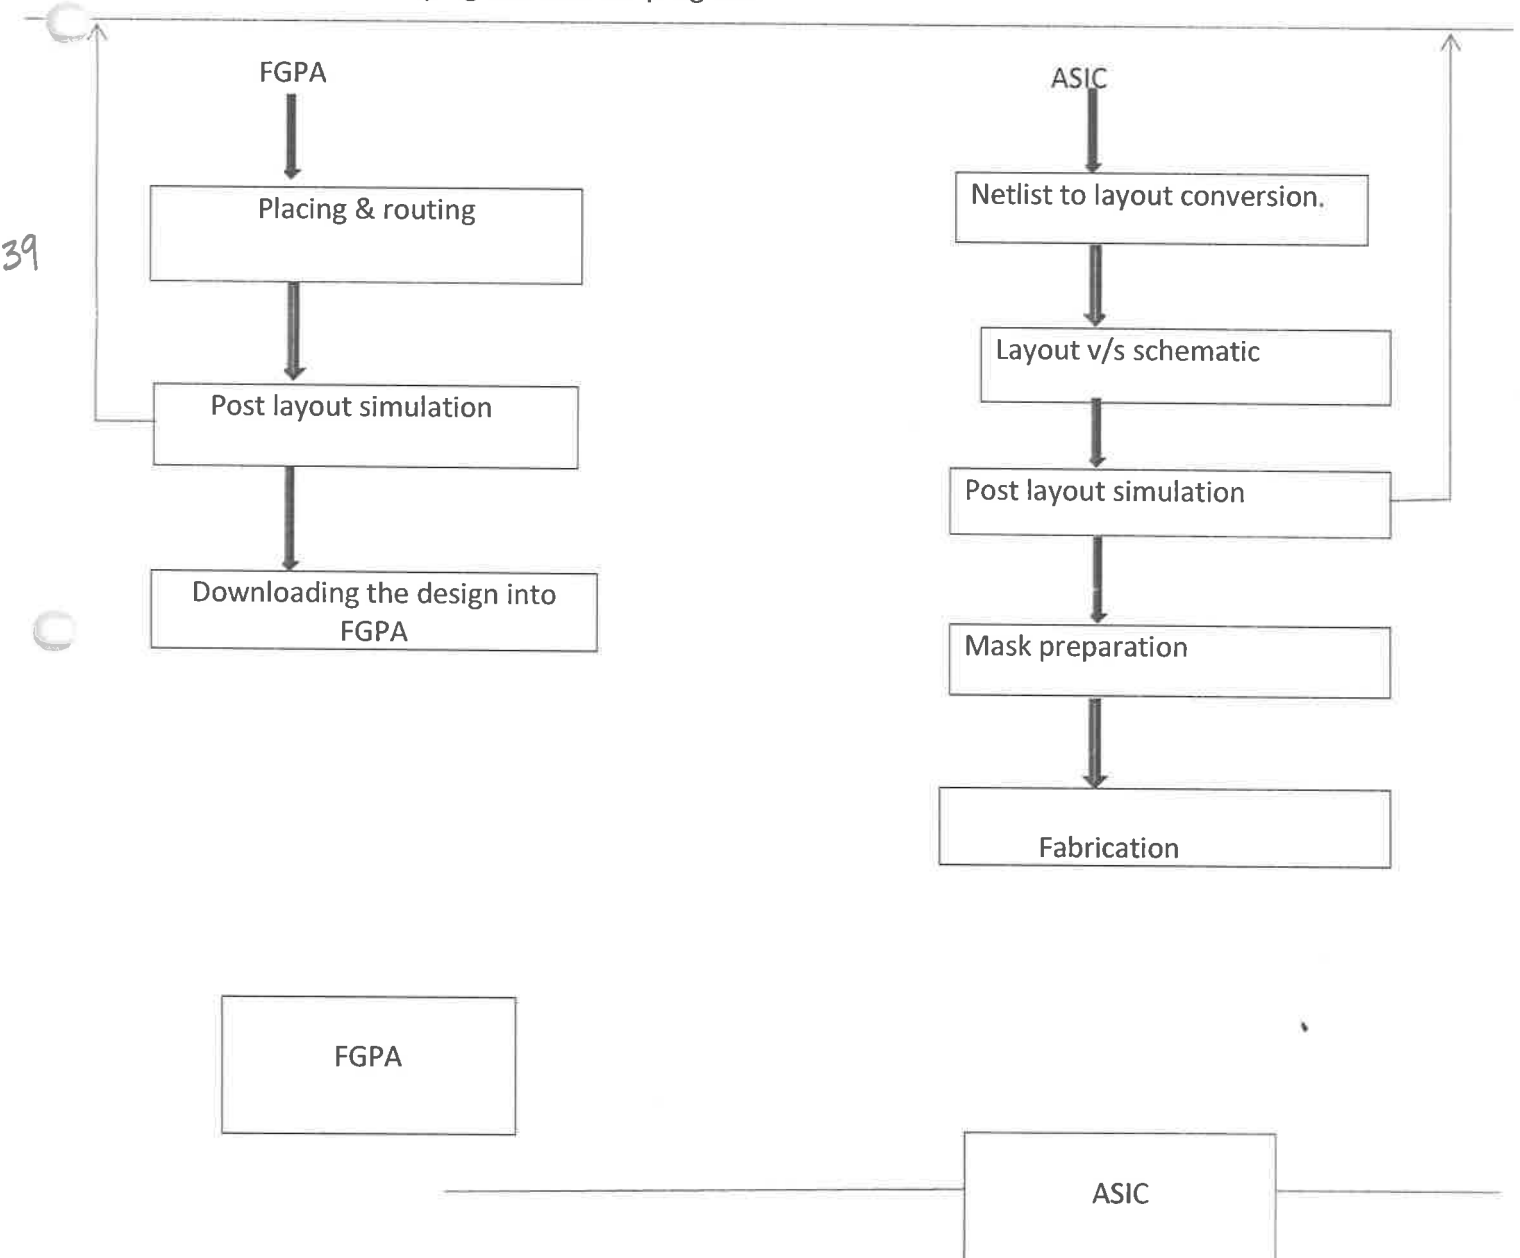 FGPA
Placing & routing
39
Post layout simulation
Downloading the design into
FGPA
ASIC
Netlist to layout conversion.
Layout v/s schematic
Post layout simulation
Mask preparation
Fabrication
FGPA
ASIC